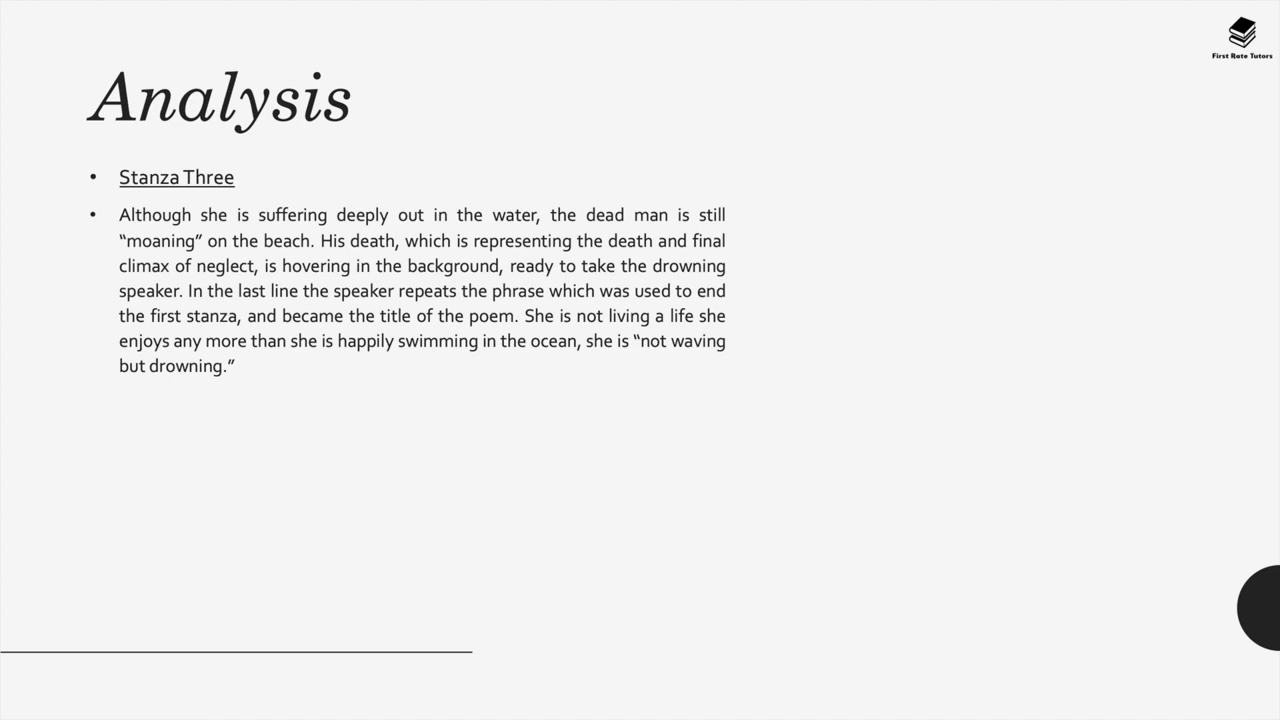 First Rate Tutors
Analysis
• Stanza Three
• Although she is suffering deeply out in the water, the dead man is still
“moaning” on the beach. His death, which is representing the death and final
climax of neglect, is hovering in the background, ready to take the drowning
speaker. In the last line the speaker repeats the phrase which was used to end
the first stanza, and became the title of the poem. She is not living a life she
enjoys any more than she is happily swimming in the ocean, she is “not waving
but drowning.”